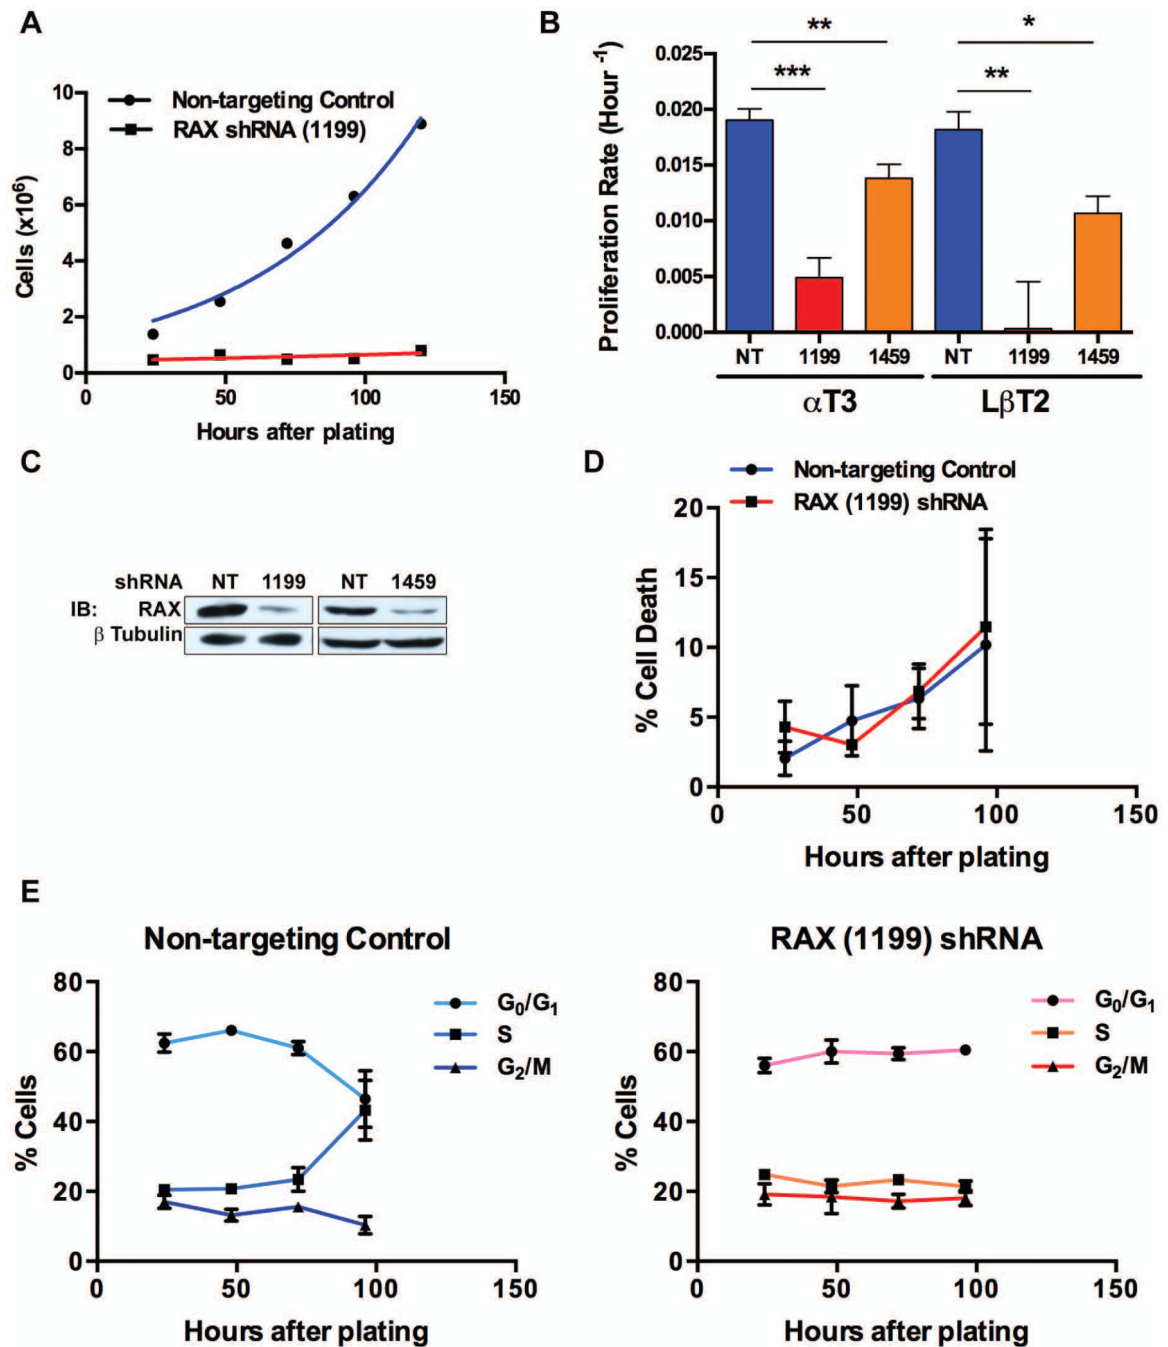 A
10
8
6
4
2
0
Cells (x10⁶)
Non-targeting Control
RAX shRNA (1199)
0 50 100 150
Hours after plating
B
** *
*** **
0.025
0.020
0.015
0.010
0.005
0.000
Proliferation Rate (Hour ⁻¹)
NT 1199 1459 NT 1199 1459
αT3 LβT2
C
shRNA NT 1199 NT 1459
IB: RAX
β Tubulin
D
Non-targeting Control
RAX (1199) shRNA
20
15
10
5
0
% Cell Death
0 50 100 150
Hours after plating
E
Non-targeting Control
80
60
40
20
0
% Cells
G₀/G₁
S
G₂/M
0 50 100 150
Hours after plating
RAX (1199) shRNA
80
60
40
20
0
% Cells
G₀/G₁
S
G₂/M
0 50 100 150
Hours after plating